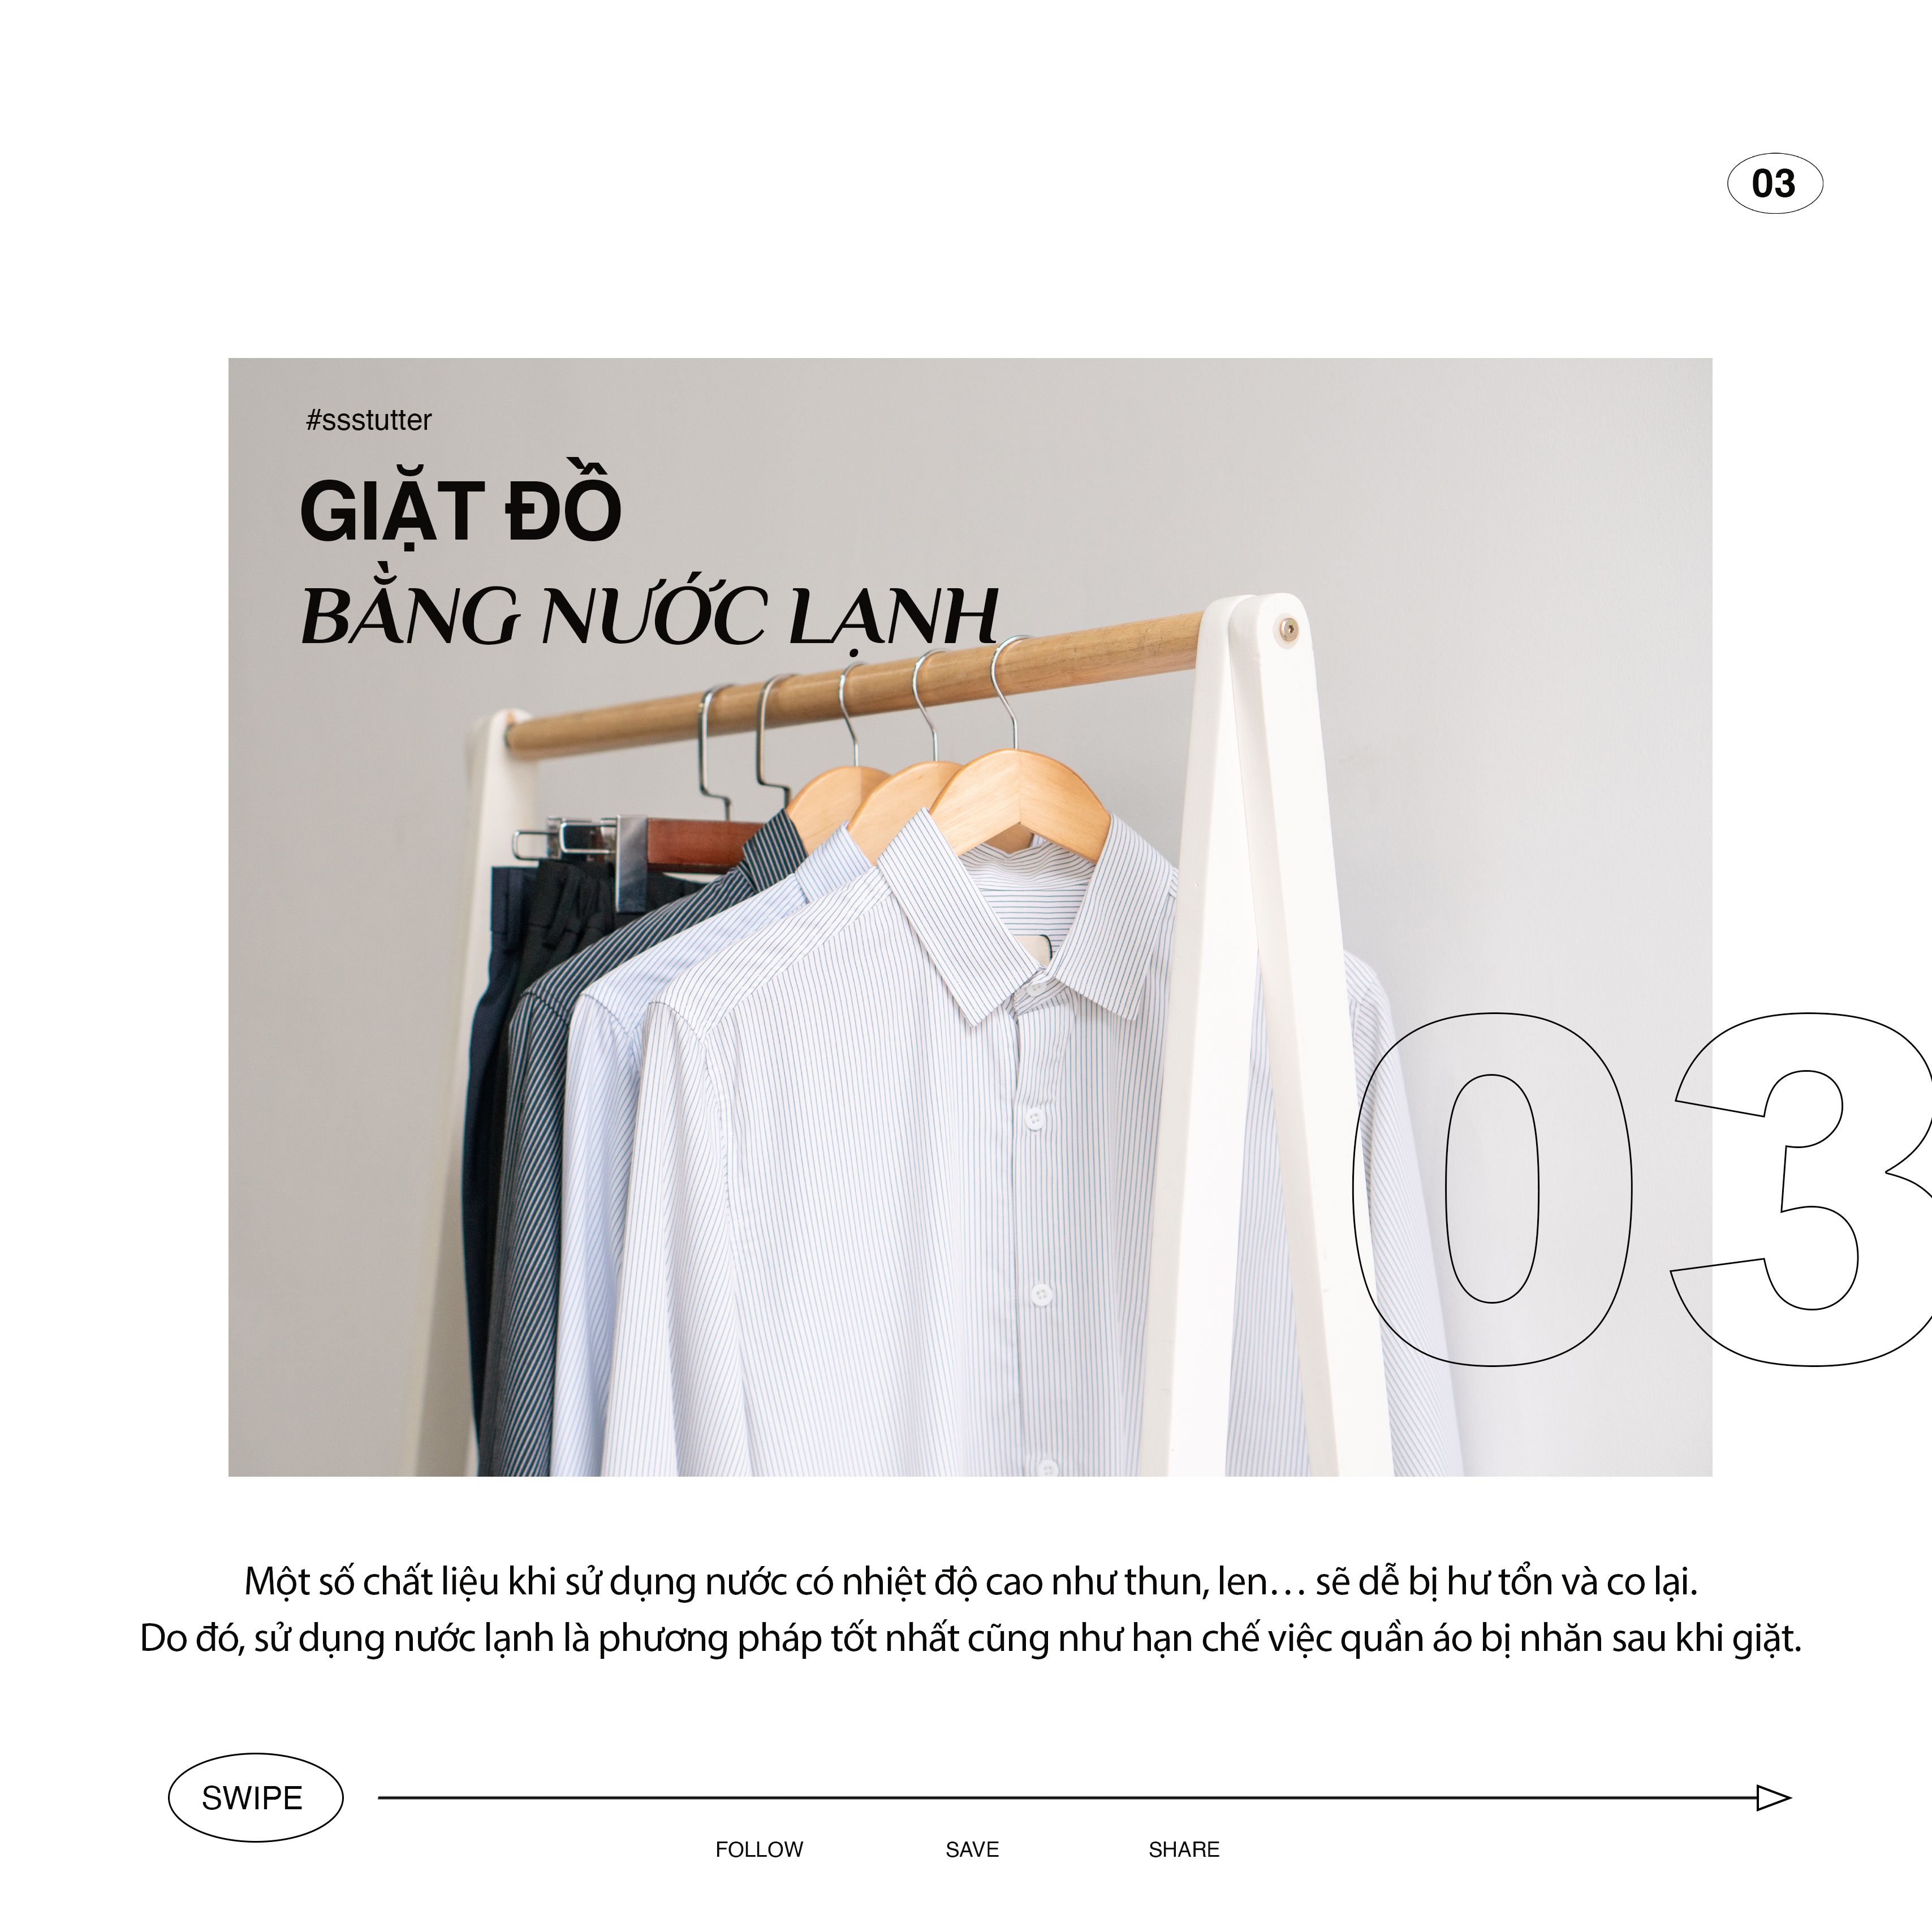 03
#ssstutter
GIẶT ĐỒ
BẰNG NƯỚC LẠNH
03
Một số chất liệu khi sử dụng nước có nhiệt độ cao như thun, len… sẽ dễ bị hư tổn và co lại.
Do đó, sử dụng nước lạnh là phương pháp tốt nhất cũng như hạn chế việc quần áo bị nhăn sau khi giặt.
SWIPE
FOLLOW SAVE SHARE